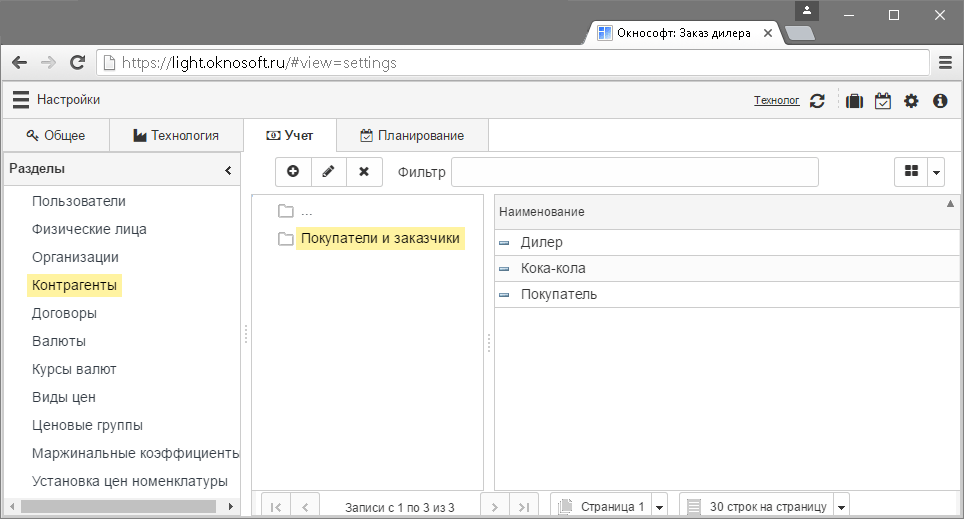 Окнософт: Заказ дилера
https://light.oknosoft.ru/#view=settings
Настройки
Технолог
Общее
Технология
Учет
Планирование
Разделы
Фильтр
Пользователи
Физические лица
Организации
Контрагенты
Договоры
Валюты
Курсы валют
Виды цен
Ценовые группы
Маржинальные коэффициенты
Установка цен номенклатуры
...
Покупатели и заказчики
Наименование
Дилер
Кока-кола
Покупатель
Записи с 1 по 3 из 3
Страница 1
30 строк на страницу